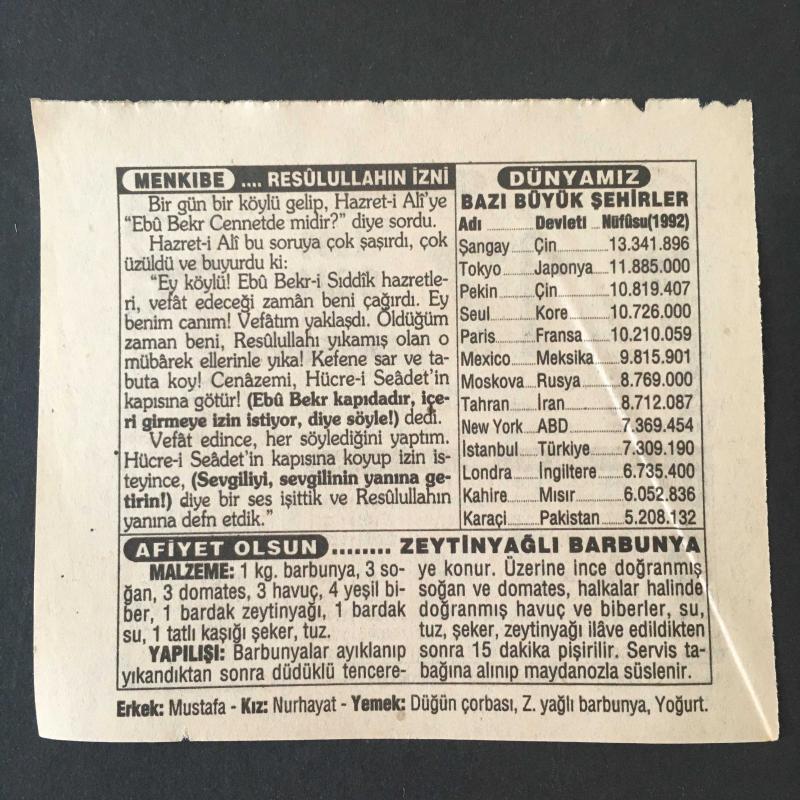 MENKIBE .... RESÛLULLAHIN İZNİ
Bir gün bir köylü gelip, Hazret-i Alî'ye
"Ebû Bekr Cennetde midir?" diye sordu.
Hazret-i Alî bu soruya çok şaşırdı, çok
üzüldü ve buyurdu ki:
"Ey köylü! Ebû Bekr-i Sıddîk hazretle-
ri, vefât edeceği zamân beni çağırdı. Ey
benim canım! Vefâtım yaklaşdı. Öldüğüm
zaman beni, Resûlullahı yıkamış olan o
mübârek ellerinle yıka! Kefene sar ve ta-
buta koy! Cenâzemi, Hücre-i Seâdet'in
kapısına götür! (Ebû Bekr kapıdadır, içe-
ri girmeye izin istiyor, diye söyle!) dedi.
Vefât edince, her söylediğini yaptım.
Hücre-i Seâdet'in kapısına koyup izin is-
teyince, (Sevgiliyi, sevgilinin yanına ge-
tirin!) diye bir ses işittik ve Resûlullahın
yanına defn etdik."
DÜNYAMIZ
BAZI BÜYÜK ŞEHİRLER
Adı Devleti Nüfûsu(1992)
Şangay Çin 13.341.896
Tokyo Japonya 11.885.000
Pekin Çin 10.819.407
Seul Kore 10.726.000
Paris Fransa 10.210.059
Mexico Meksika 9.815.901
Moskova Rusya 8.769.000
Tahran İran 8.712.087
New York ABD 7.369.454
İstanbul Türkiye 7.309.190
Londra İngiltere 6.735.400
Kahire Mısır 6.052.836
Karaçi Pakistan 5.208.132
AFİYET OLSUN ........ ZEYTİNYAĞLI BARBUNYA
MALZEME: 1 kg. barbunya, 3 so-
ğan, 3 domates, 3 havuç, 4 yeşil bi-
ber, 1 bardak zeytinyağı, 1 bardak
su, 1 tatlı kaşığı şeker, tuz.
YAPILIŞI: Barbunyalar ayıklanıp
yıkandıktan sonra düdüklü tencere-
ye konur. Üzerine ince doğranmış
soğan ve domates, halkalar halinde
doğranmış havuç ve biberler, su,
tuz, şeker, zeytinyağı ilâve edildikten
sonra 15 dakika pişirilir. Servis ta-
bağına alınıp maydanozla süslenir.
Erkek: Mustafa - Kız: Nurhayat - Yemek: Düğün çorbası, Z. yağlı barbunya, Yoğurt.